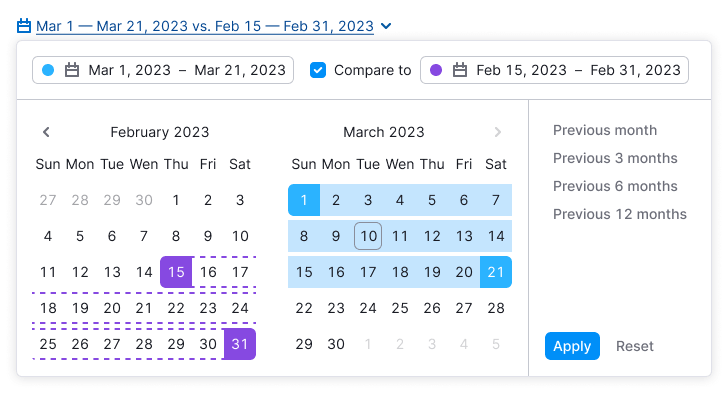 Mar 1 — Mar 21, 2023 vs. Feb 15 — Feb 31, 2023
Mar 1, 2023 – Mar 21, 2023
Compare to
Feb 15, 2023 – Feb 31, 2023
February 2023
Sun Mon Tue Wen Thu Fri Sat
27 28 29 30 1 2 3
4 5 6 7 8 9 10
11 12 13 14 15 16 17
18 19 20 21 22 23 24
25 26 27 28 29 30 31
March 2023
Sun Mon Tue Wen Thu Fri Sat
1 2 3 4 5 6 7
8 9 10 11 12 13 14
15 16 17 18 19 20 21
22 23 24 25 26 27 28
29 30 1 2 3 4 5
Previous month
Previous 3 months
Previous 6 months
Previous 12 months
Apply
Reset